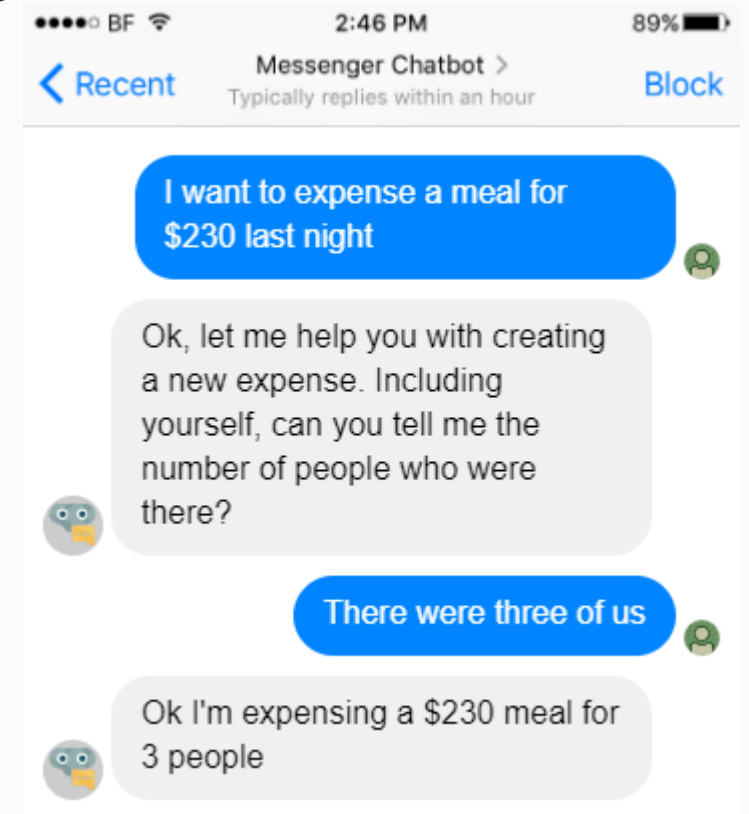 BF 2:46 PM 89%
Recent Messenger Chatbot > Block
Typically replies within an hour
I want to expense a meal for
$230 last night
Ok, let me help you with creating
a new expense. Including
yourself, can you tell me the
number of people who were
there?
There were three of us
Ok I'm expensing a $230 meal for
3 people